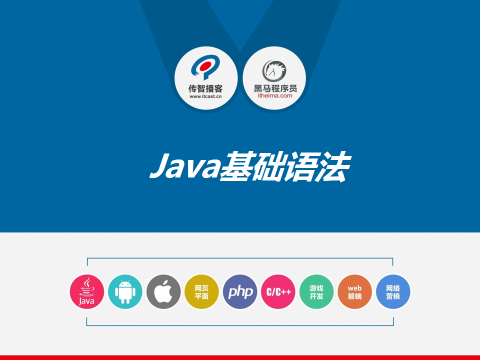 传智播客
www.itcast.cn
黑马程序员
itheima.com
Java基础语法
Java
网页
平面
php
C/C++
游戏
开发
web
前端
网络
营销